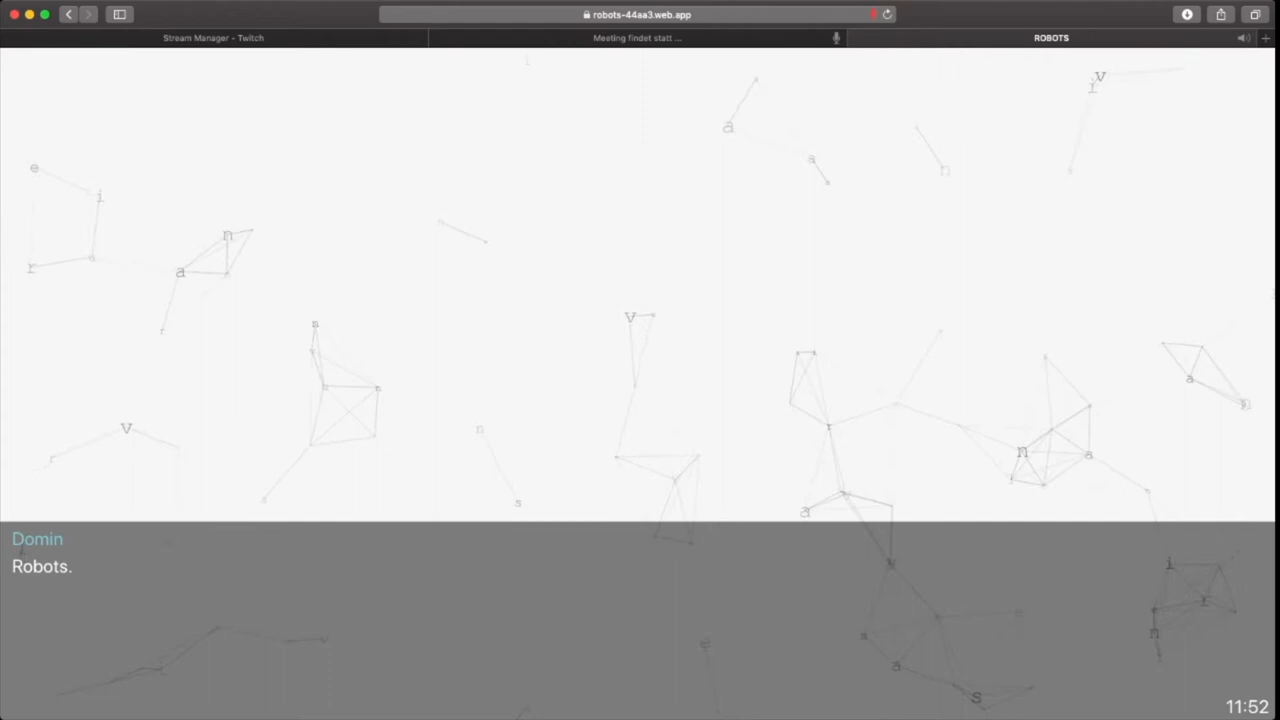 robots-44aa3.web.app
Stream Manager - Twitch
Meeting findet statt ...
ROBOTS
Domin
Robots.
11:52